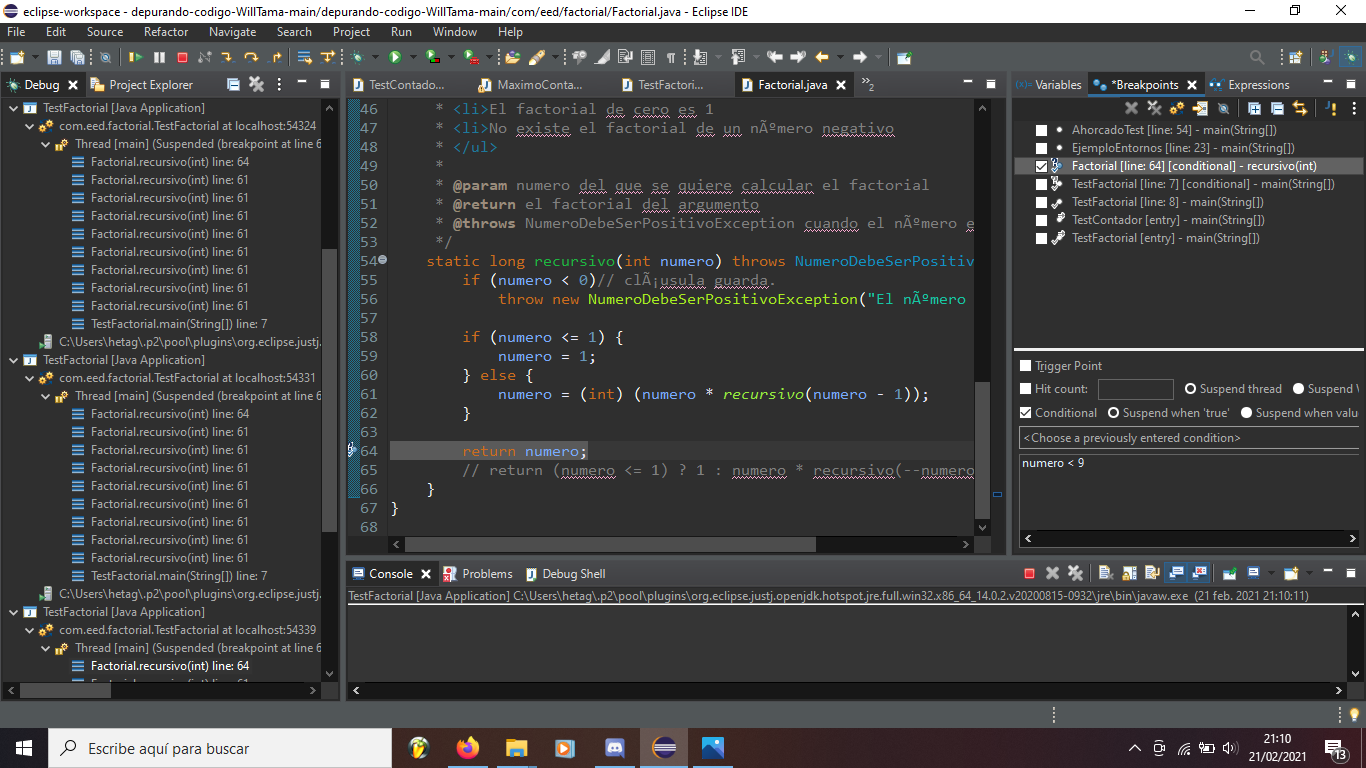 eclipse-workspace - depurando-codigo-WillTama-main/depurando-codigo-WillTama-main/com/eed/factorial/Factorial.java - Eclipse IDE
File Edit Source Refactor Navigate Search Project Run Window Help
Debug Project Explorer
TestFactorial [Java Application]
com.eed.factorial.TestFactorial at localhost:54324
Thread [main] (Suspended (breakpoint at line 6
Factorial.recursivo(int) line: 64
Factorial.recursivo(int) line: 61
Factorial.recursivo(int) line: 61
Factorial.recursivo(int) line: 61
Factorial.recursivo(int) line: 61
Factorial.recursivo(int) line: 61
Factorial.recursivo(int) line: 61
Factorial.recursivo(int) line: 61
Factorial.recursivo(int) line: 61
TestFactorial.main(String[]) line: 7
C:\Users\hetag\.p2\pool\plugins\org.eclipse.justj.
TestFactorial [Java Application]
com.eed.factorial.TestFactorial at localhost:54331
Thread [main] (Suspended (breakpoint at line 6
Factorial.recursivo(int) line: 64
Factorial.recursivo(int) line: 61
Factorial.recursivo(int) line: 61
Factorial.recursivo(int) line: 61
Factorial.recursivo(int) line: 61
Factorial.recursivo(int) line: 61
Factorial.recursivo(int) line: 61
Factorial.recursivo(int) line: 61
Factorial.recursivo(int) line: 61
TestFactorial.main(String[]) line: 7
C:\Users\hetag\.p2\pool\plugins\org.eclipse.justj.
TestFactorial [Java Application]
com.eed.factorial.TestFactorial at localhost:54339
Thread [main] (Suspended (breakpoint at line 6
Factorial.recursivo(int) line: 64
Factorial.recursivo(int) line: 61
TestContado... MaximoConta... TestFactori... Factorial.java »2
46 * <li>El factorial de cero es 1
47 * <li>No existe el factorial de un nÃºmero negativo
48 * </ul>
49 *
50 * @param numero del que se quiere calcular el factorial
51 * @return el factorial del argumento
52 * @throws NumeroDebeSerPositivoException cuando el nÃºmero e
53 */
54 static long recursivo(int numero) throws NumeroDebeSerPositiv
55 if (numero < 0)// clÃ¡usula guarda.
56 throw new NumeroDebeSerPositivoException("El nÃºmero
57
58 if (numero <= 1) {
59 numero = 1;
60 } else {
61 numero = (int) (numero * recursivo(numero - 1));
62 }
63
64 return numero;
65 // return (numero <= 1) ? 1 : numero * recursivo(--numero
66 }
67 }
68
Variables *Breakpoints Expressions
AhorcadoTest [line: 54] - main(String[])
EjemploEntornos [line: 23] - main(String[])
Factorial [line: 64] [conditional] - recursivo(int)
TestFactorial [line: 7] [conditional] - main(String[])
TestFactorial [line: 8] - main(String[])
TestContador [entry] - main(String[])
TestFactorial [entry] - main(String[])
Trigger Point
Hit count: Suspend thread Suspend V
Conditional Suspend when 'true' Suspend when valu
<Choose a previously entered condition>
numero < 9
Console Problems Debug Shell
TestFactorial [Java Application] C:\Users\hetag\.p2\pool\plugins\org.eclipse.justj.openjdk.hotspot.jre.full.win32.x86_64_14.0.2.v20200815-0932\jre\bin\javaw.exe (21 feb. 2021 21:10:11)
Escribe aquí para buscar
21:10
21/02/2021
13